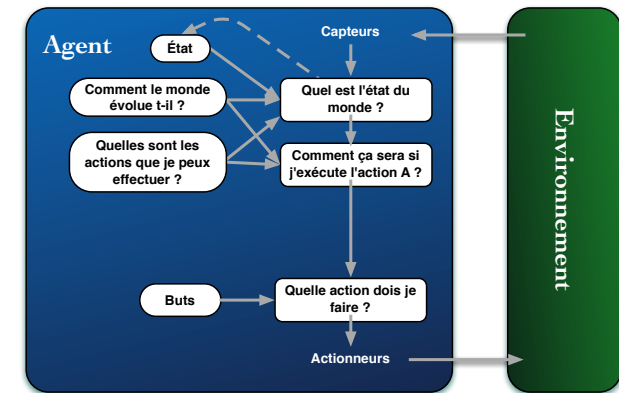 Agent
Capteurs
État
Comment le monde
évolue t-il ?
Quel est l'état du
monde ?
Quelles sont les
actions que je peux
effectuer ?
Comment ça sera si
j'exécute l'action A ?
Buts
Quelle action dois je
faire ?
Actionneurs
Environnement